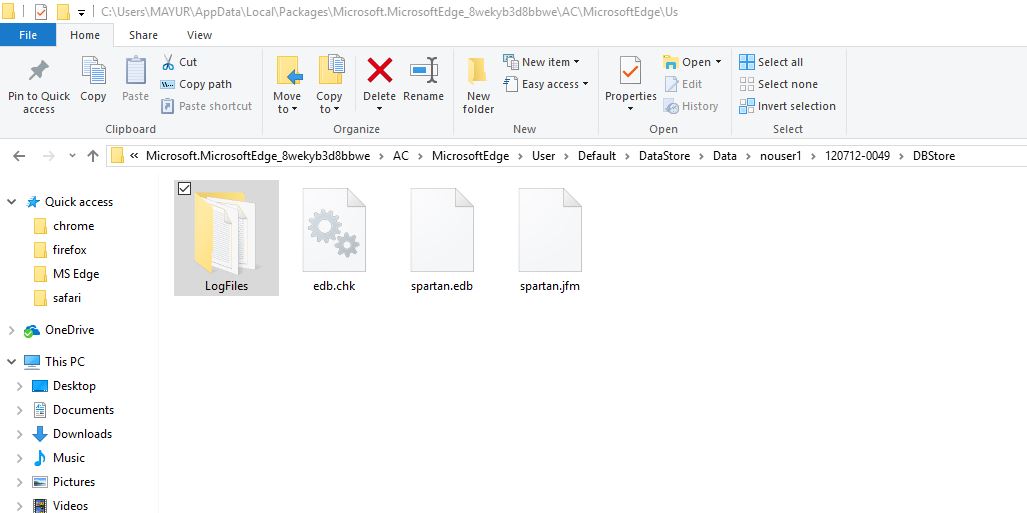 C:\Users\MAYUR\AppData\Local\Packages\Microsoft.MicrosoftEdge_8wekyb3d8bbwe\AC\MicrosoftEdge\Us
File Home Share View
Pin to Quick access
Copy
Paste
Cut
Copy path
Paste shortcut
Clipboard
Move to
Copy to
Delete
Rename
Organize
New folder
New item
Easy access
New
Properties
Open
Edit
History
Open
Select all
Select none
Invert selection
Select
« Microsoft.MicrosoftEdge_8wekyb3d8bbwe > AC > MicrosoftEdge > User > Default > DataStore > Data > nouser1 > 120712-0049 > DBStore
Quick access
chrome
firefox
MS Edge
safari
OneDrive
This PC
Desktop
Documents
Downloads
Music
Pictures
Videos
LogFiles
edb.chk
spartan.edb
spartan.jfm